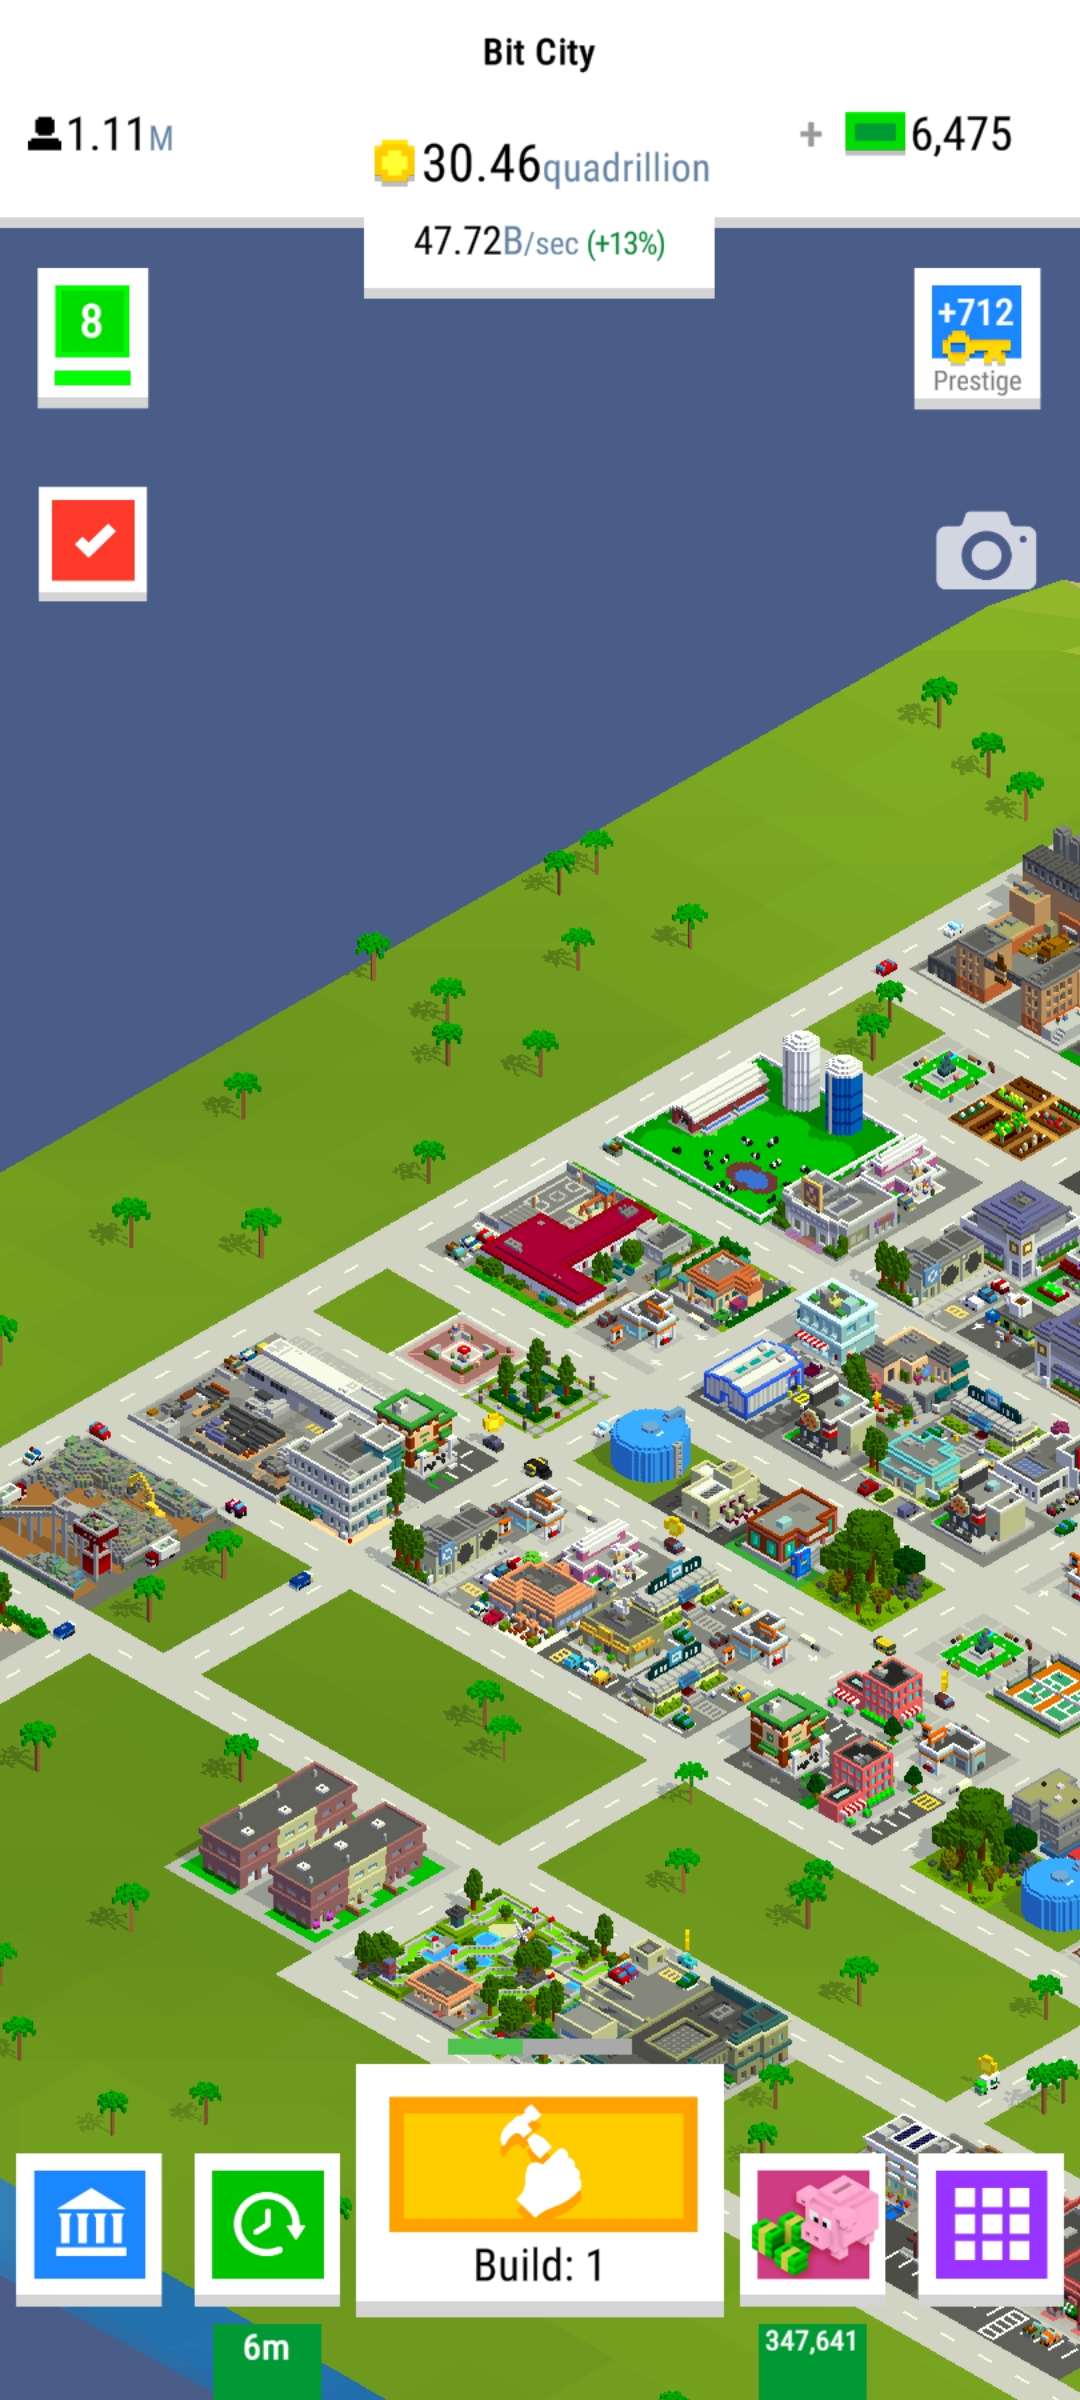 Bit City
1.11M
30.46quadrillion
+ 6,475
47.72B/sec (+13%)
8
+712
Prestige
Build: 1
6m
347,641